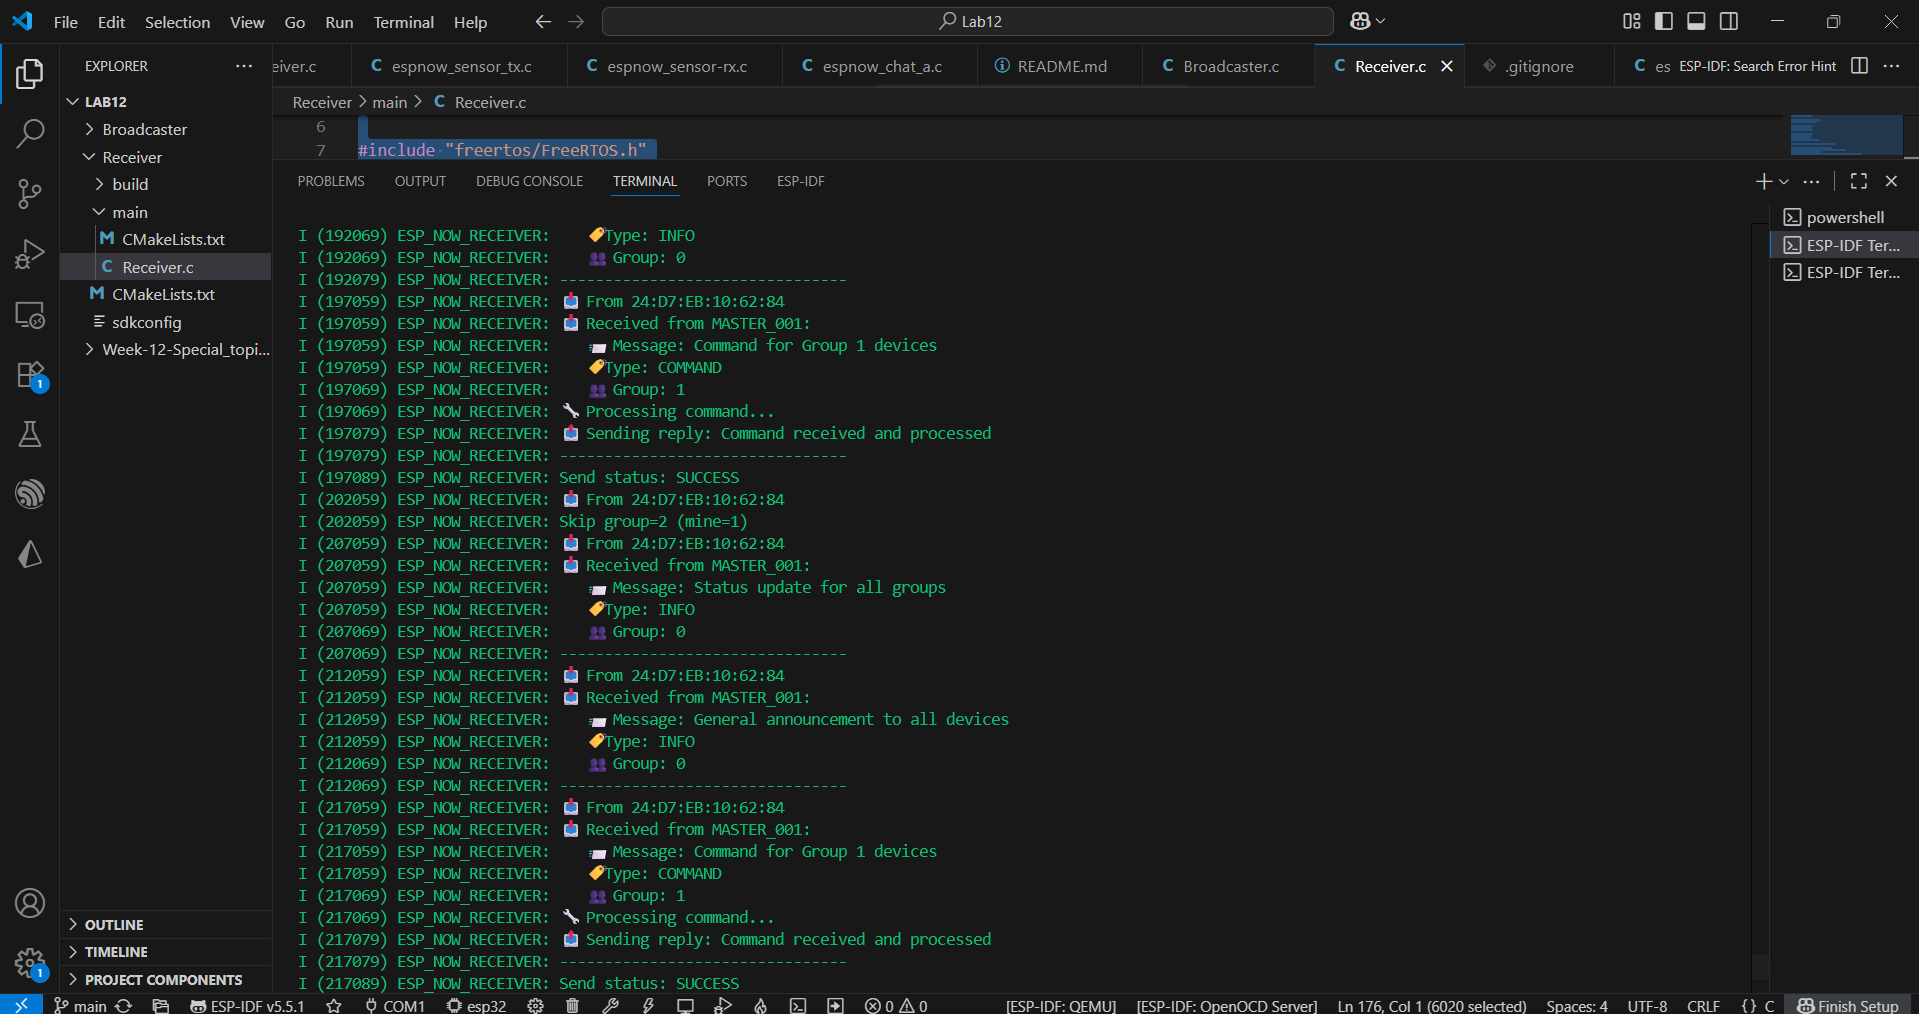 File Edit Selection View Go Run Terminal Help
Lab12
EXPLORER
eiver.c
espnow_sensor_tx.c
espnow_sensor-rx.c
espnow_chat_a.c
README.md
Broadcaster.c
Receiver.c
.gitignore
es
ESP-IDF: Search Error Hint
LAB12
Broadcaster
Receiver
build
main
CMakeLists.txt
Receiver.c
CMakeLists.txt
sdkconfig
Week-12-Special_topi...
OUTLINE
TIMELINE
PROJECT COMPONENTS
1
1
Receiver > main > C Receiver.c
6
7 #include "freertos/FreeRTOS.h"
PROBLEMS OUTPUT DEBUG CONSOLE TERMINAL PORTS ESP-IDF
powershell
ESP-IDF Ter...
ESP-IDF Ter...
I (192069) ESP_NOW_RECEIVER: 🏷️Type: INFO
I (192069) ESP_NOW_RECEIVER: 👥 Group: 0
I (192079) ESP_NOW_RECEIVER: --------------------------------
I (197059) ESP_NOW_RECEIVER: 📥 From 24:D7:EB:10:62:84
I (197059) ESP_NOW_RECEIVER: 📥 Received from MASTER_001:
I (197059) ESP_NOW_RECEIVER: 📨 Message: Command for Group 1 devices
I (197059) ESP_NOW_RECEIVER: 🏷️Type: COMMAND
I (197069) ESP_NOW_RECEIVER: 👥 Group: 1
I (197069) ESP_NOW_RECEIVER: 🔧 Processing command...
I (197079) ESP_NOW_RECEIVER: 📤 Sending reply: Command received and processed
I (197079) ESP_NOW_RECEIVER: --------------------------------
I (197089) ESP_NOW_RECEIVER: Send status: SUCCESS
I (202059) ESP_NOW_RECEIVER: 📥 From 24:D7:EB:10:62:84
I (202059) ESP_NOW_RECEIVER: Skip group=2 (mine=1)
I (207059) ESP_NOW_RECEIVER: 📥 From 24:D7:EB:10:62:84
I (207059) ESP_NOW_RECEIVER: 📥 Received from MASTER_001:
I (207059) ESP_NOW_RECEIVER: 📨 Message: Status update for all groups
I (207059) ESP_NOW_RECEIVER: 🏷️Type: INFO
I (207069) ESP_NOW_RECEIVER: 👥 Group: 0
I (207069) ESP_NOW_RECEIVER: --------------------------------
I (212059) ESP_NOW_RECEIVER: 📥 From 24:D7:EB:10:62:84
I (212059) ESP_NOW_RECEIVER: 📥 Received from MASTER_001:
I (212059) ESP_NOW_RECEIVER: 📨 Message: General announcement to all devices
I (212059) ESP_NOW_RECEIVER: 🏷️Type: INFO
I (212069) ESP_NOW_RECEIVER: 👥 Group: 0
I (212069) ESP_NOW_RECEIVER: --------------------------------
I (217059) ESP_NOW_RECEIVER: 📥 From 24:D7:EB:10:62:84
I (217059) ESP_NOW_RECEIVER: 📥 Received from MASTER_001:
I (217059) ESP_NOW_RECEIVER: 📨 Message: Command for Group 1 devices
I (217059) ESP_NOW_RECEIVER: 🏷️Type: COMMAND
I (217069) ESP_NOW_RECEIVER: 👥 Group: 1
I (217069) ESP_NOW_RECEIVER: 🔧 Processing command...
I (217079) ESP_NOW_RECEIVER: 📤 Sending reply: Command received and processed
I (217079) ESP_NOW_RECEIVER: --------------------------------
I (217089) ESP_NOW_RECEIVER: Send status: SUCCESS
main ESP-IDF v5.5.1 COM1 esp32 0 0 [ESP-IDF: QEMU] [ESP-IDF: OpenOCD Server] Ln 176, Col 1 (6020 selected) Spaces: 4 UTF-8 CRLF {} C Finish Setup